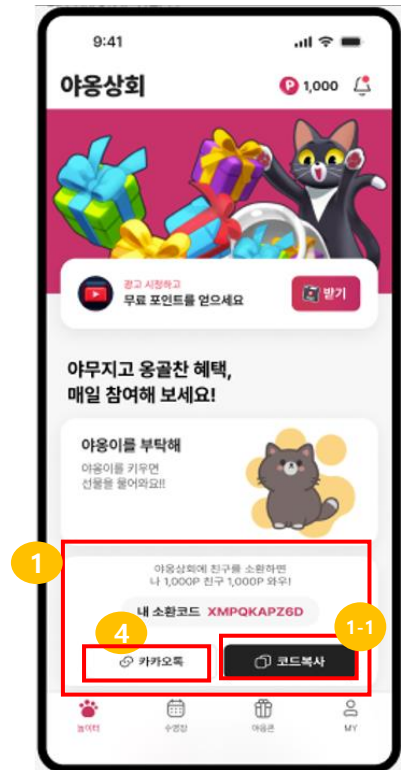 9:41
야옹상회
P 1,000
광고 시청하고
무료 포인트를 얻으세요
받기
야무지고 옹골찬 혜택,
매일 참여해 보세요!
야옹이를 부탁해
야옹이를 키우면
선물을 물어와요!!
1
야옹상회에 친구를 소환하면
나 1,000P 친구 1,000P 와우!
내 소환코드 XMPQKAPZ6D
4
1-1
카카오톡
코드복사
놀이터
수영장
야옹콘
MY